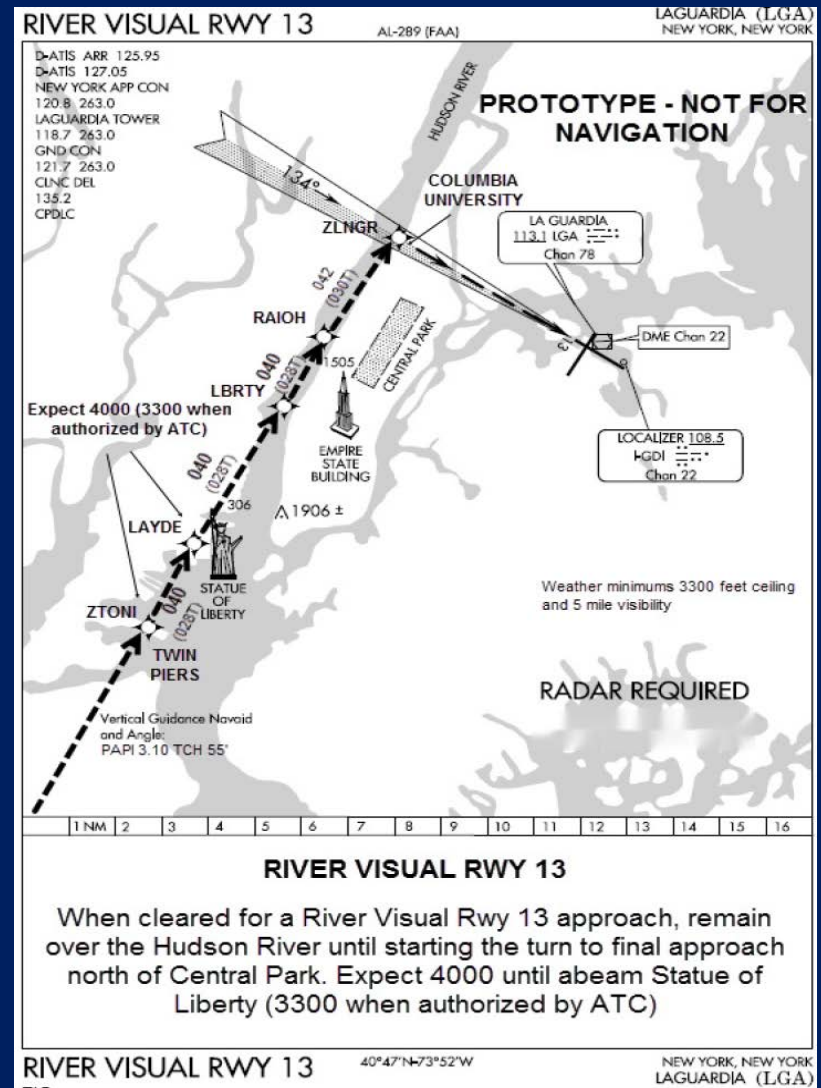 RIVER VISUAL RWY 13
AL-289 (FAA)
LAGUARDIA (LGA)
NEW YORK, NEW YORK
D-ATIS ARR 125.95
D-ATIS 127.05
NEW YORK APP CON
120.8 263.0
LAGUARDIA TOWER
118.7 263.0
GND CON
121.7 263.0
CLNC DEL
135.2
CPDLC
HUDSON RIVER
PROTOTYPE - NOT FOR
NAVIGATION
134°
COLUMBIA
UNIVERSITY
ZLNGR
LA GUARDIA
113.1 LGA
Chan 78
042
(030T)
RAIOH
CENTRAL PARK
13
DME Chan 22
040
(028T)
1505
LBRTY
Expect 4000 (3300 when
authorized by ATC)
EMPIRE
STATE
BUILDING
LOCALIZER 108.5
I-GDI
Chan 22
040
(028T)
306
1906 ±
LAYDE
STATUE
OF
LIBERTY
Weather minimums 3300 feet ceiling
and 5 mile visibility
040
(028T)
ZTONI
TWIN
PIERS
RADAR REQUIRED
Vertical Guidance Navaid
and Angle:
PAPI 3.10 TCH 55'
1 NM 2 3 4 5 6 7 8 9 10 11 12 13 14 15 16
RIVER VISUAL RWY 13
When cleared for a River Visual Rwy 13 approach, remain
over the Hudson River until starting the turn to final approach
north of Central Park. Expect 4000 until abeam Statue of
Liberty (3300 when authorized by ATC)
RIVER VISUAL RWY 13
40°47'N-73°52'W
NEW YORK, NEW YORK
LAGUARDIA (LGA)